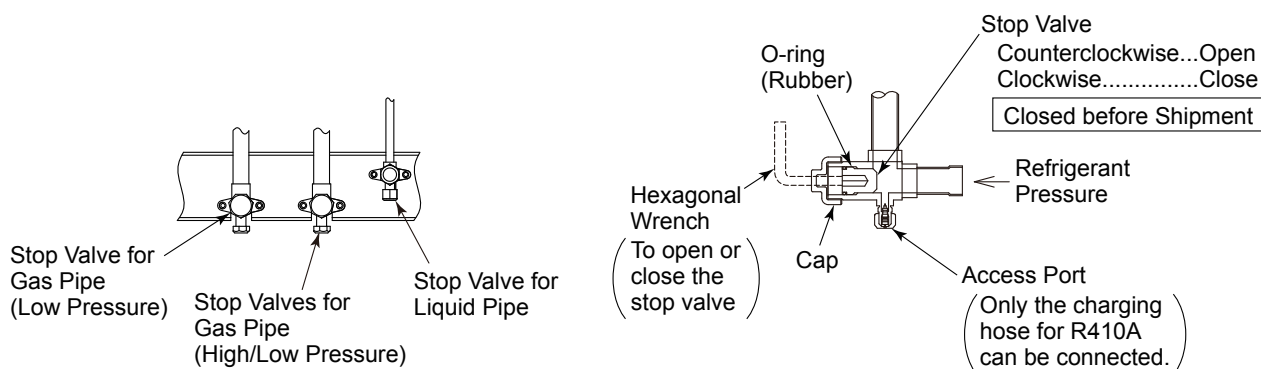 Stop Valve for
Gas Pipe
(Low Pressure)
Stop Valves for
Gas Pipe
(High/Low Pressure)
Stop Valve for
Liquid Pipe
Stop Valve
Counterclockwise...Open
Clockwise...............Close
Closed before Shipment
O-ring
(Rubber)
Refrigerant
Pressure
Hexagonal
Wrench
(To open or
close the
stop valve)
Cap
Access Port
(Only the charging
hose for R410A
can be connected.)